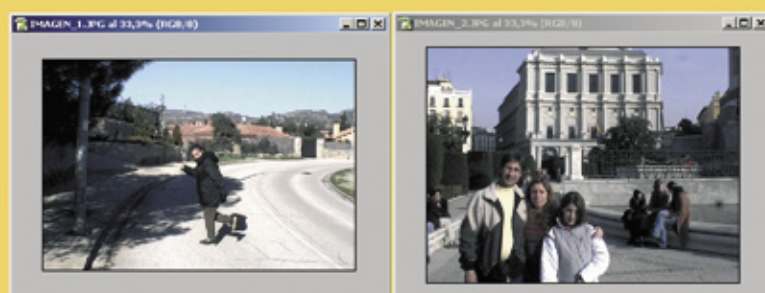 IMAGEN_1.JPG al 33,3% (RGB/8)
IMAGEN_2.JPG al 33,3% (RGB/8)